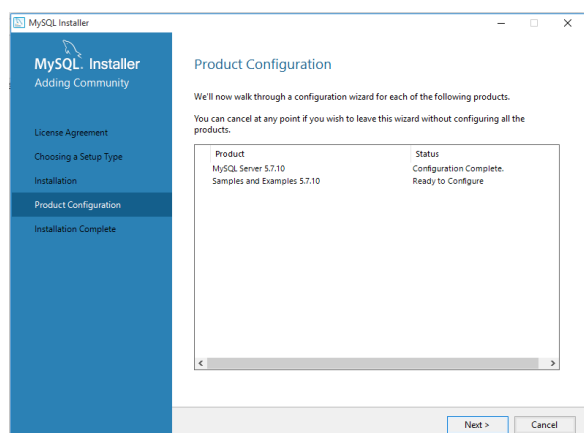 MySQL Installer
MySQL. Installer
Adding Community
License Agreement
Choosing a Setup Type
Installation
Product Configuration
Installation Complete
Product Configuration
We'll now walk through a configuration wizard for each of the following products.
You can cancel at any point if you wish to leave this wizard without configuring all the
products.
Product Status
MySQL Server 5.7.10 Configuration Complete.
Samples and Examples 5.7.10 Ready to Configure
Next > Cancel